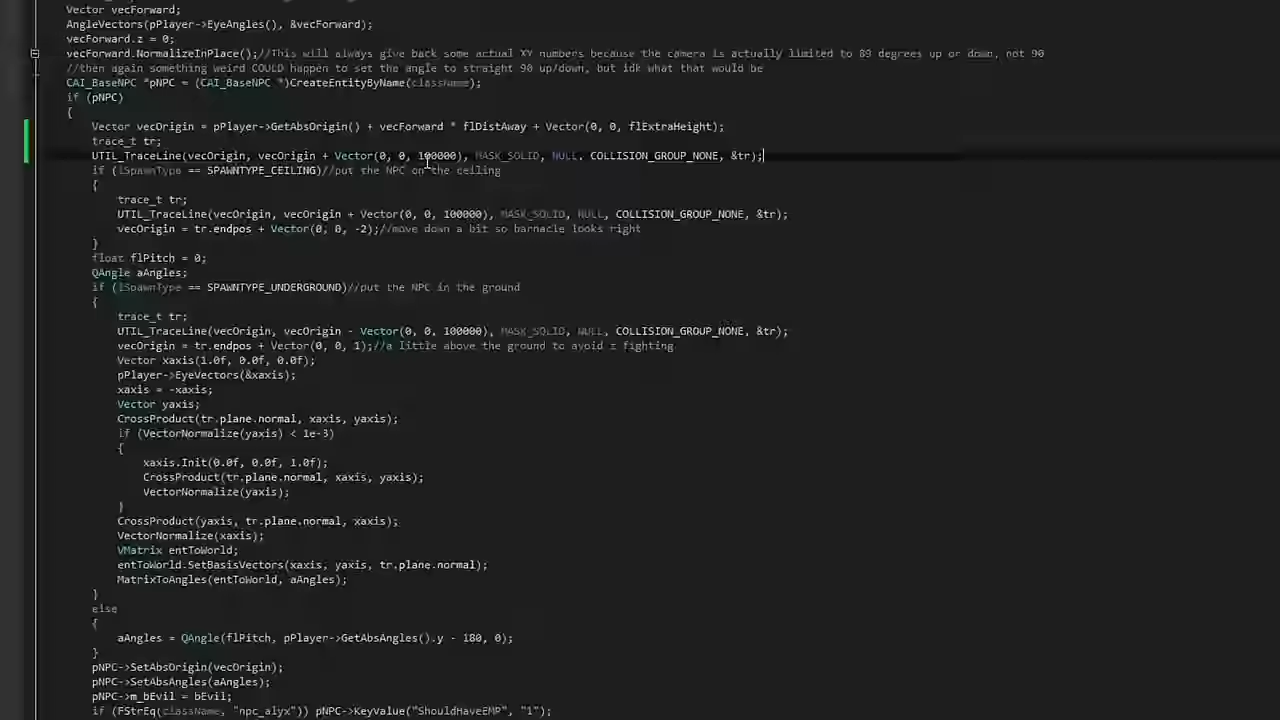 Vector vecForward;
AngleVectors(pPlayer->EyeAngles(), &vecForward);
vecForward.z = 0;
vecForward.NormalizeInPlace();//This will always give back some actual XY numbers because the camera is actually limited to 89 degrees up or down, not 90
//then again something weird COULD happen to set the angle to straight 90 up/down, but idk what that would be
CAI_BaseNPC *pNPC = (CAI_BaseNPC *)CreateEntityByName(className);
if (pNPC)
{
Vector vecOrigin = pPlayer->GetAbsOrigin() + vecForward * flDistAway + Vector(0, 0, flExtraHeight);
trace_t tr;
UTIL_TraceLine(vecOrigin, vecOrigin + Vector(0, 0, 100000), MASK_SOLID, NULL, COLLISION_GROUP_NONE, &tr);
if (iSpawnType == SPAWNTYPE_CEILING)//put the NPC on the ceiling
{
trace_t tr;
UTIL_TraceLine(vecOrigin, vecOrigin + Vector(0, 0, 100000), MASK_SOLID, NULL, COLLISION_GROUP_NONE, &tr);
vecOrigin = tr.endpos + Vector(0, 0, -2);//move down a bit so barnacle looks right
}
float flPitch = 0;
QAngle aAngles;
if (iSpawnType == SPAWNTYPE_UNDERGROUND)//put the NPC in the ground
{
trace_t tr;
UTIL_TraceLine(vecOrigin, vecOrigin - Vector(0, 0, 100000), MASK_SOLID, NULL, COLLISION_GROUP_NONE, &tr);
vecOrigin = tr.endpos + Vector(0, 0, 1);//a little above the ground to avoid z fighting
Vector xaxis(1.0f, 0.0f, 0.0f);
pPlayer->EyeVectors(&xaxis);
xaxis = -xaxis;
Vector yaxis;
CrossProduct(tr.plane.normal, xaxis, yaxis);
if (VectorNormalize(yaxis) < 1e-3)
{
xaxis.Init(0.0f, 0.0f, 1.0f);
CrossProduct(tr.plane.normal, xaxis, yaxis);
VectorNormalize(yaxis);
}
CrossProduct(yaxis, tr.plane.normal, xaxis);
VectorNormalize(xaxis);
VMatrix entToWorld;
entToWorld.SetBasisVectors(xaxis, yaxis, tr.plane.normal);
MatrixToAngles(entToWorld, aAngles);
}
else
{
aAngles = QAngle(flPitch, pPlayer->GetAbsAngles().y - 180, 0);
}
pNPC->SetAbsOrigin(vecOrigin);
pNPC->SetAbsAngles(aAngles);
pNPC->m_bEvil = bEvil;
if (FStrEq(className, "npc_alyx")) pNPC->KeyValue("ShouldHaveEMP", "1");